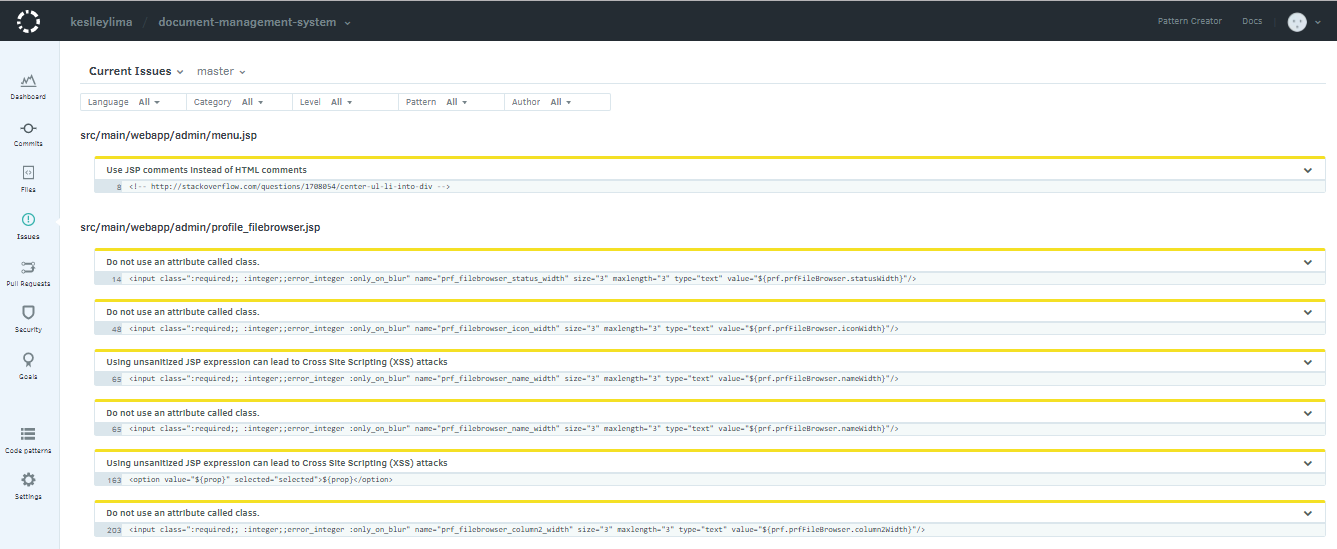 keslleylima / document-management-system
Pattern Creator Docs
Dashboard
Commits
Files
Issues
Pull Requests
Security
Goals
Code patterns
Settings
Current Issues master
Language All Category All Level All Pattern All Author All
src/main/webapp/admin/menu.jsp
Use JSP comments instead of HTML comments
8 <!-- http://stackoverflow.com/questions/1708054/center-ul-li-into-div -->
src/main/webapp/admin/profile_filebrowser.jsp
Do not use an attribute called class.
14 <input class=":required;; :integer;;error_integer :only_on_blur" name="prf_filebrowser_status_width" size="3" maxlength="3" type="text" value="${prf.prfFileBrowser.statusWidth}"/>
Do not use an attribute called class.
48 <input class=":required;; :integer;;error_integer :only_on_blur" name="prf_filebrowser_icon_width" size="3" maxlength="3" type="text" value="${prf.prfFileBrowser.iconWidth}"/>
Using unsanitized JSP expression can lead to Cross Site Scripting (XSS) attacks
65 <input class=":required;; :integer;;error_integer :only_on_blur" name="prf_filebrowser_name_width" size="3" maxlength="3" type="text" value="${prf.prfFileBrowser.nameWidth}"/>
Do not use an attribute called class.
65 <input class=":required;; :integer;;error_integer :only_on_blur" name="prf_filebrowser_name_width" size="3" maxlength="3" type="text" value="${prf.prfFileBrowser.nameWidth}"/>
Using unsanitized JSP expression can lead to Cross Site Scripting (XSS) attacks
163 <option value="${prop}" selected="selected">${prop}</option>
Do not use an attribute called class.
203 <input class=":required;; :integer;;error_integer :only_on_blur" name="prf_filebrowser_column2_width" size="3" maxlength="3" type="text" value="${prf.prfFileBrowser.column2Width}"/>